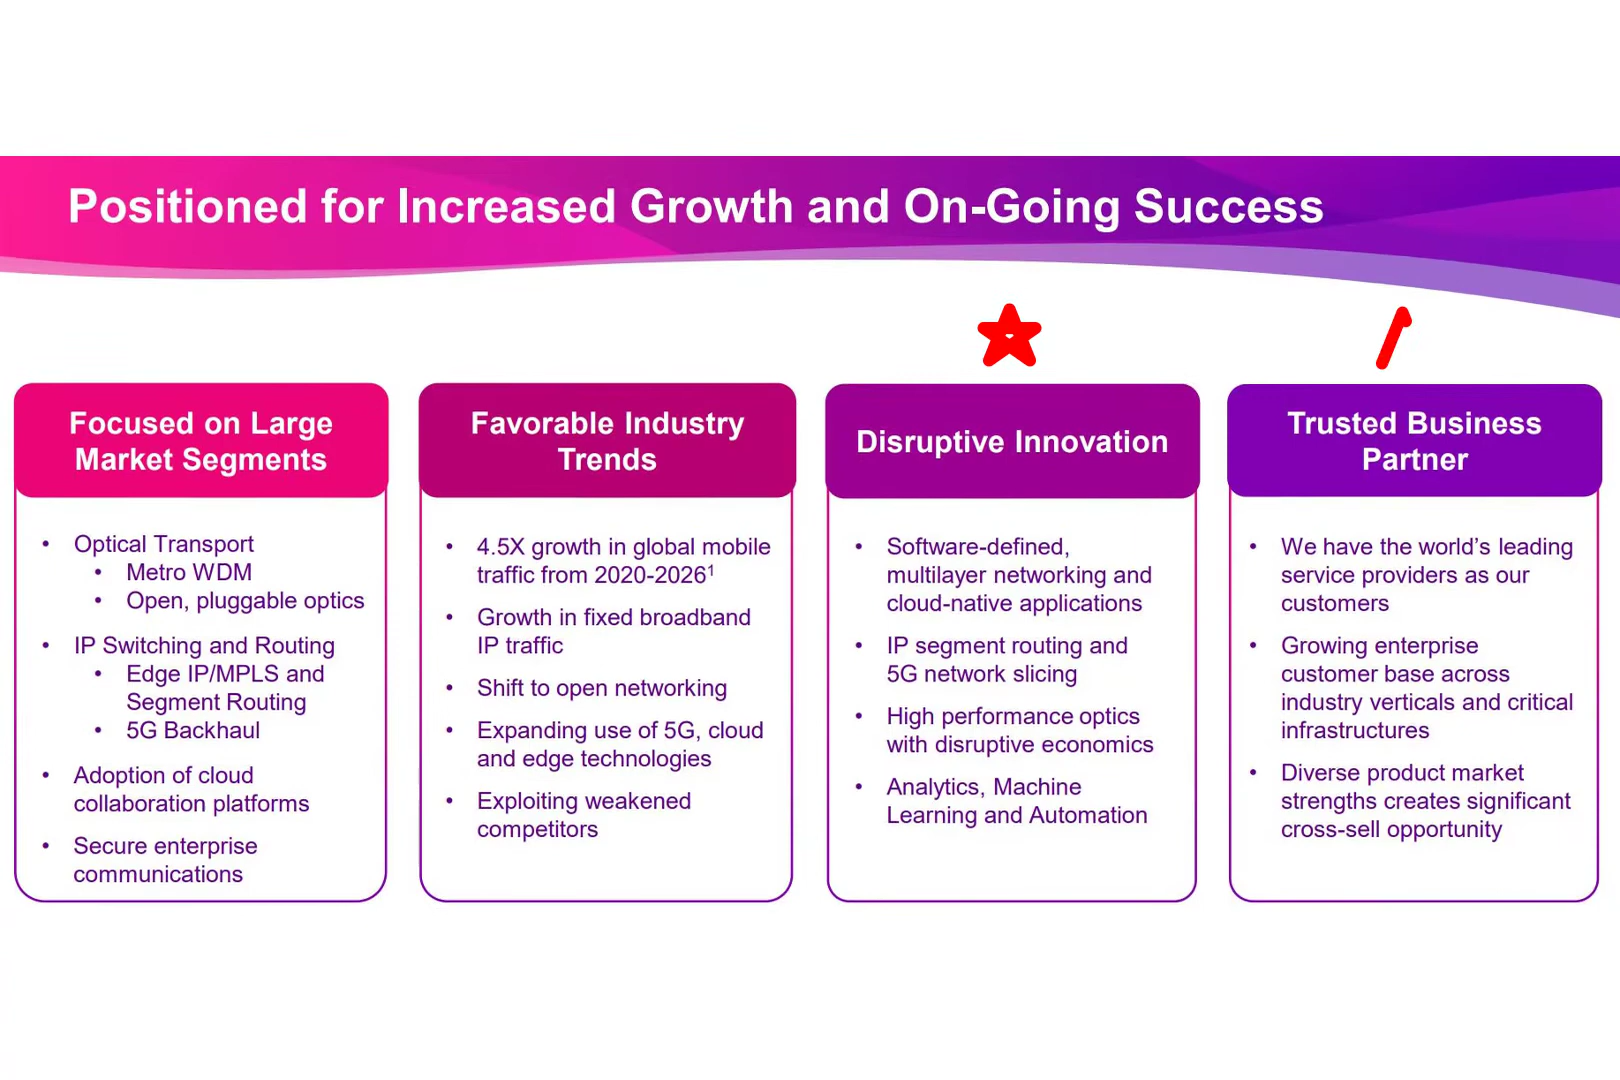 Positioned for Increased Growth and On-Going Success
Focused on Large
Market Segments
• Optical Transport
• Metro WDM
• Open, pluggable optics
• IP Switching and Routing
• Edge IP/MPLS and
Segment Routing
• 5G Backhaul
• Adoption of cloud
collaboration platforms
• Secure enterprise
communications
Favorable Industry
Trends
• 4.5X growth in global mobile
traffic from 2020-2026¹
• Growth in fixed broadband
IP traffic
• Shift to open networking
• Expanding use of 5G, cloud
and edge technologies
• Exploiting weakened
competitors
Disruptive Innovation
• Software-defined,
multilayer networking and
cloud-native applications
• IP segment routing and
5G network slicing
• High performance optics
with disruptive economics
• Analytics, Machine
Learning and Automation
Trusted Business
Partner
• We have the world’s leading
service providers as our
customers
• Growing enterprise
customer base across
industry verticals and critical
infrastructures
• Diverse product market
strengths creates significant
cross-sell opportunity